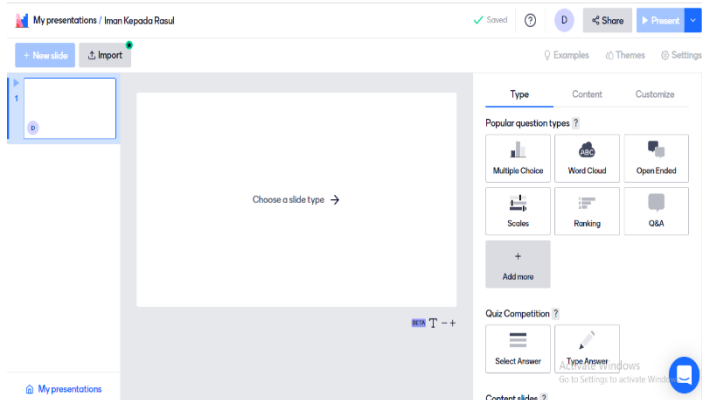 My presentations / Iman Kepada Rasul
Saved
?
D
Share
Present
+ New slide
Import
Examples
Themes
Settings
1
D
Choose a slide type →
BETA T − +
My presentations
Type
Content
Customize
Popular question types ?
Multiple Choice
ABC
Word Cloud
Open Ended
Scales
Ranking
Q&A
+
Add more
Quiz Competition ?
Select Answer
Type Answer
Activate Windows
Go to Settings to activate
Content slides ?